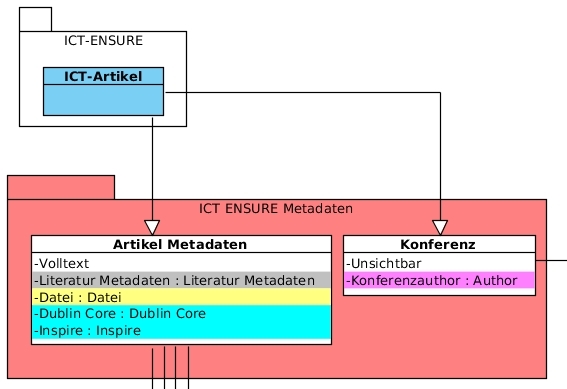 ICT-ENSURE
ICT-Artikel
ICT ENSURE Metadaten
Artikel Metadaten
-Volltext
-Literatur Metadaten : Literatur Metadaten
-Datei : Datei
-Dublin Core : Dublin Core
-Inspire : Inspire
Konferenz
-Unsichtbar
-Konferenzauthor : Author